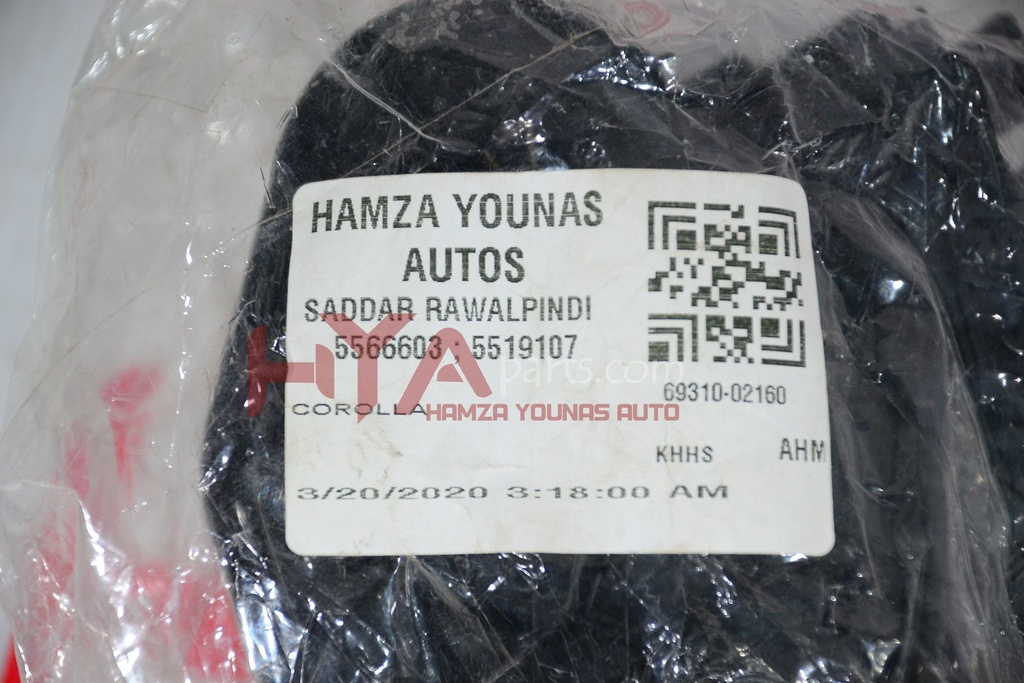 HAMZA YOUNAS
AUTOS
SADDAR RAWALPINDI
5566603 ; 5519107
HYA parts.com
69310-02160
COROLLA
HAMZA YOUNAS AUTO
KHHS AHM
3/20/2020 3:18:00 AM